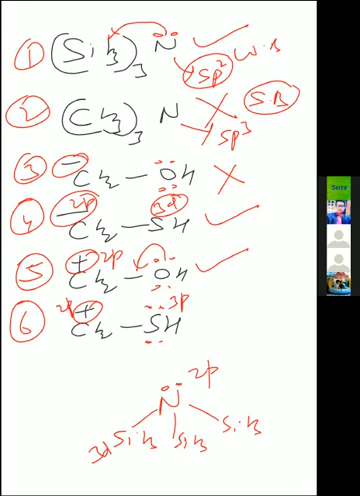 ① (SiH3)3 N ✓ W.B
sp2
② (CH3)3 N ✗ S.B
sp3
③ − CH2 − OH ✗
④ − 2p 3d
CH2 − SH ✓
⑤ + 2p
CH2 − OH ✓
⑥ 2p + 3p
CH2 − SH
N 2p
3d SiH3 SiH3 SiH3